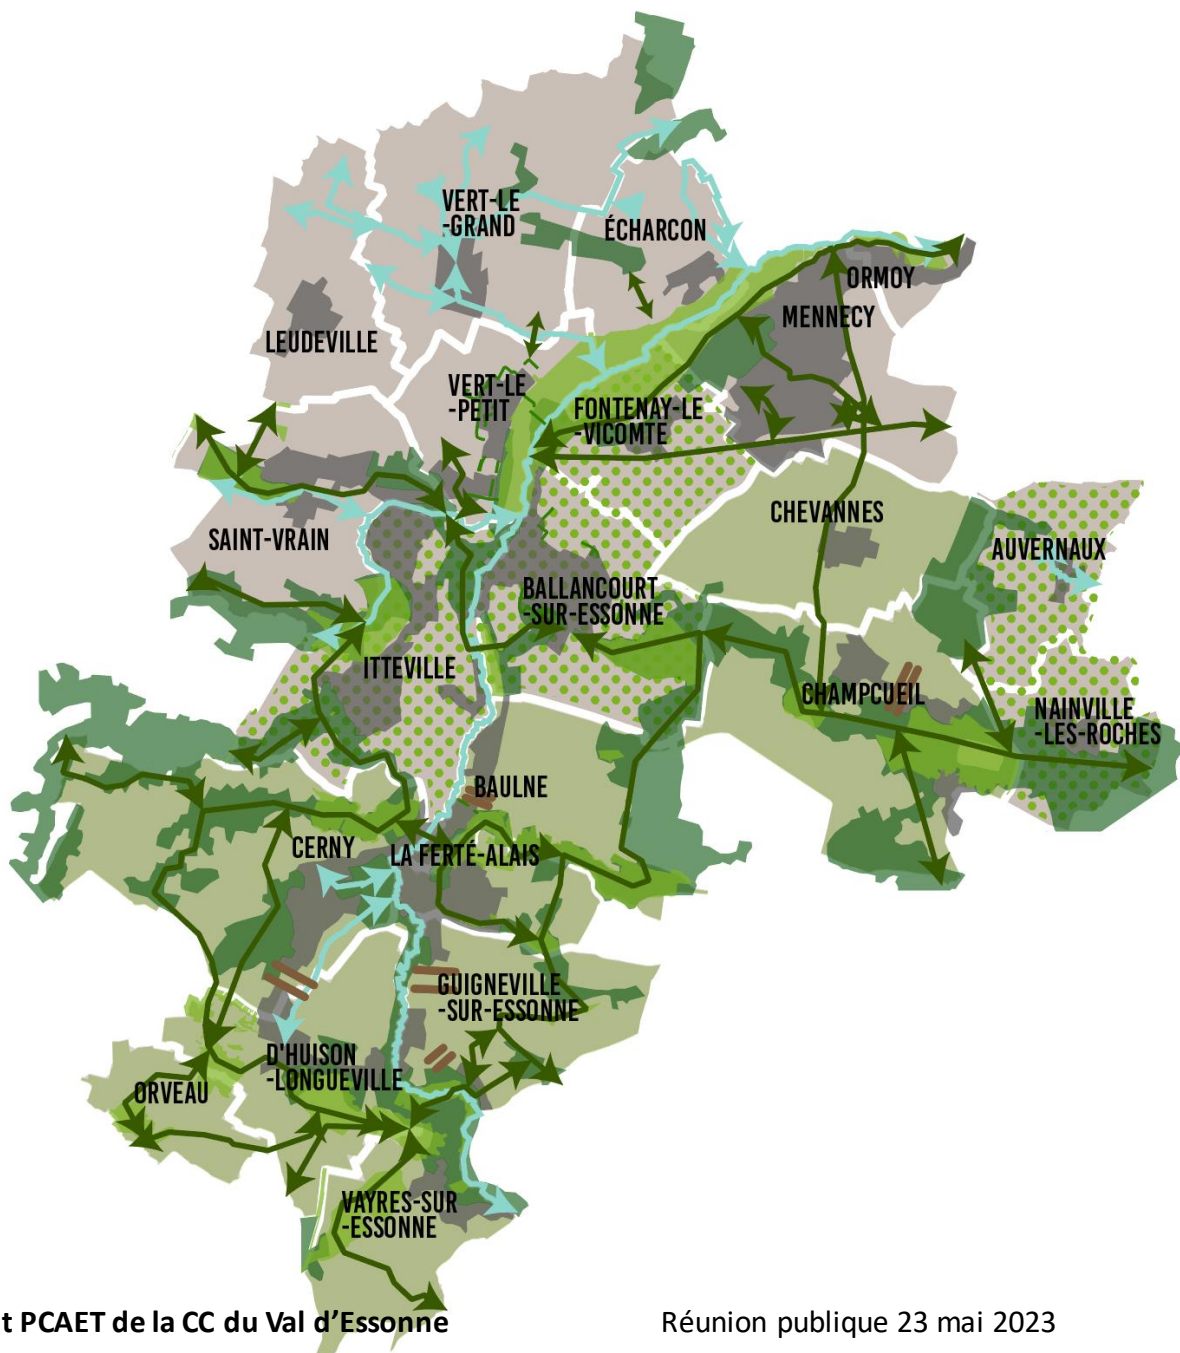 VERT-LE
-GRAND
ÉCHARCON
ORMOY
MENNECY
LEUDEVILLE
VERT-LE
-PETIT
FONTENAY-LE
-VICOMTE
CHEVANNES
SAINT-VRAIN
AUVERNAUX
BALLANCOURT
-SUR-ESSONNE
ITTEVILLE
CHAMPCUEIL
NAINVILLE
-LES-ROCHES
BAULNE
CERNY
LA FERTÉ-ALAIS
GUIGNEVILLE
-SUR-ESSONNE
D'HUISON
-LONGUEVILLE
ORVEAU
VAYRES-SUR
-ESSONNE
t PCAET de la CC du Val d’Essonne
Réunion publique 23 mai 2023